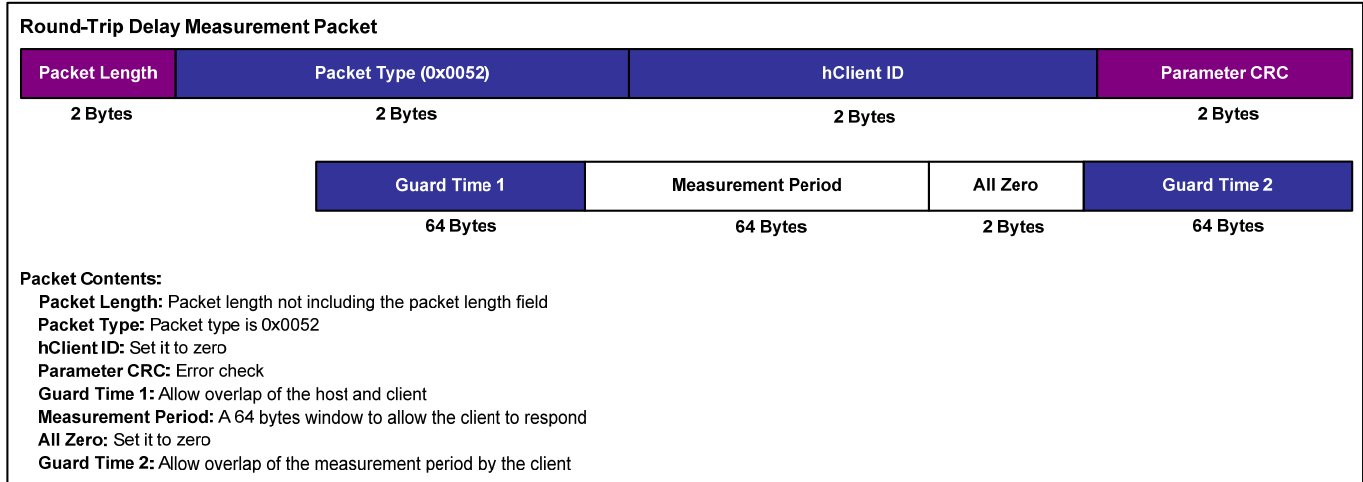 Round-Trip Delay Measurement Packet
Packet Length Packet Type (0x0052) hClient ID Parameter CRC
2 Bytes 2 Bytes 2 Bytes 2 Bytes
Guard Time 1 Measurement Period All Zero Guard Time 2
64 Bytes 64 Bytes 2 Bytes 64 Bytes
Packet Contents:
Packet Length: Packet length not including the packet length field
Packet Type: Packet type is 0x0052
hClient ID: Set it to zero
Parameter CRC: Error check
Guard Time 1: Allow overlap of the host and client
Measurement Period: A 64 bytes window to allow the client to respond
All Zero: Set it to zero
Guard Time 2: Allow overlap of the measurement period by the client